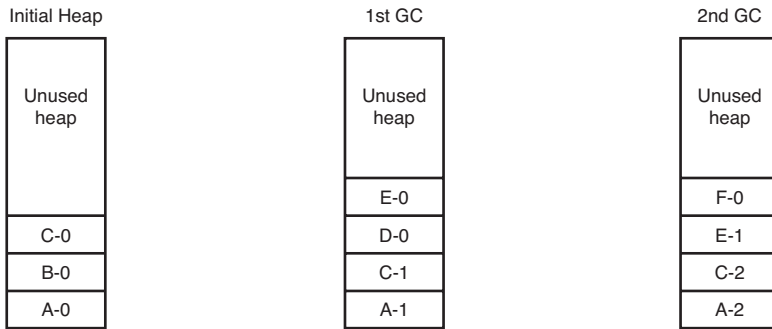 Initial Heap
Unused
heap
C-0
B-0
A-0
1st GC
Unused
heap
E-0
D-0
C-1
A-1
2nd GC
Unused
heap
F-0
E-1
C-2
A-2